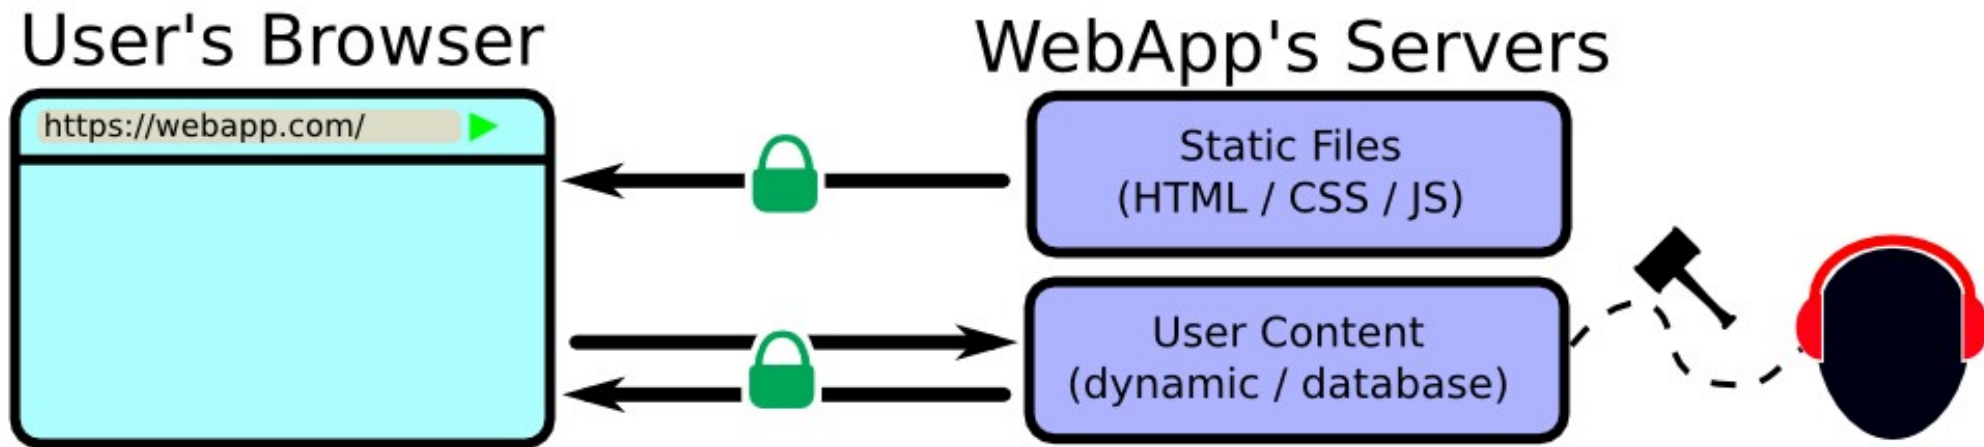 User's Browser
https://webapp.com/
WebApp's Servers
Static Files
(HTML / CSS / JS)
User Content
(dynamic / database)